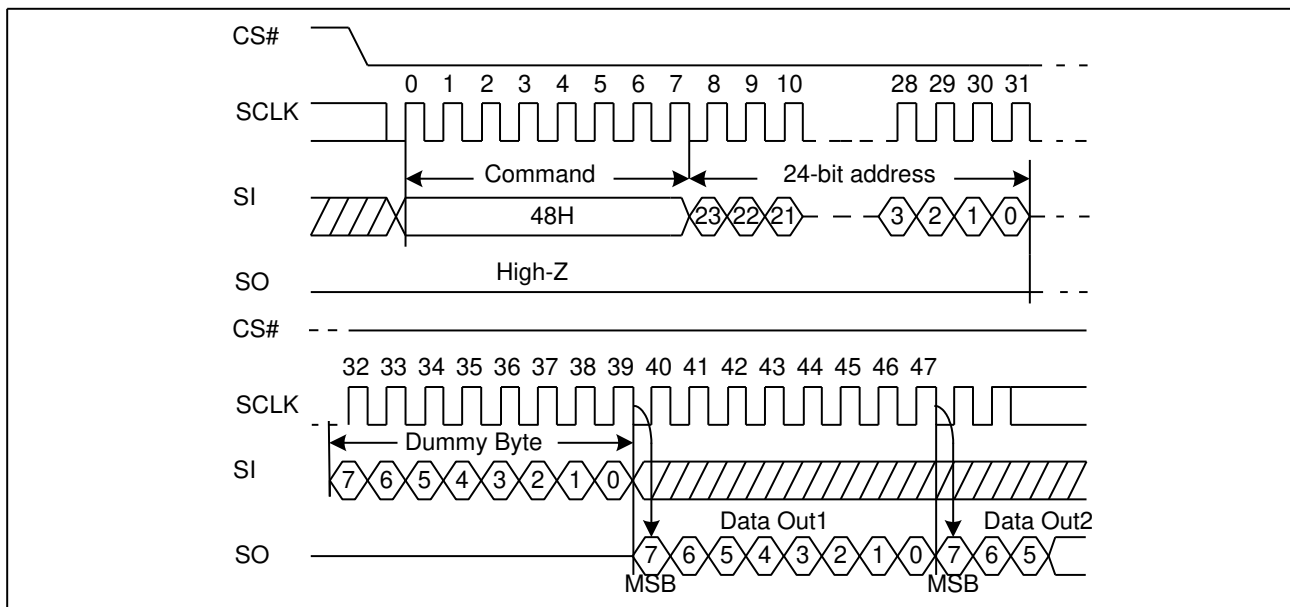 CS#
0 1 2 3 4 5 6 7 8 9 10 28 29 30 31
SCLK
Command 24-bit address
SI
48H 23 22 21 3 2 1 0
High-Z
SO
CS#
32 33 34 35 36 37 38 39 40 41 42 43 44 45 46 47
SCLK
Dummy Byte
SI
7 6 5 4 3 2 1 0
Data Out1 Data Out2
SO
7 6 5 4 3 2 1 0 7 6 5
MSB MSB